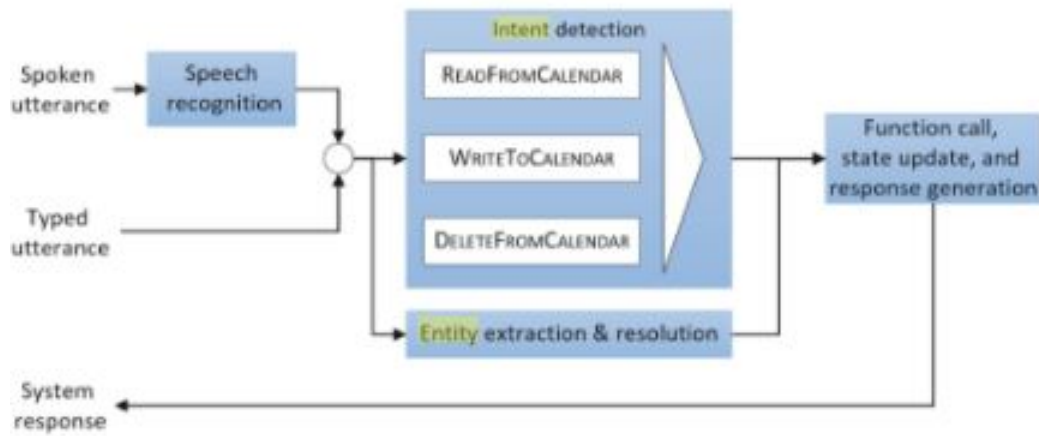 Intent detection
Spoken
utterance
Speech
recognition
READFROMCALENDAR
WRITETOCALENDAR
DELETEFROMCALENDAR
Function call,
state update, and
response generation
Typed
utterance
Entity extraction & resolution
System
response